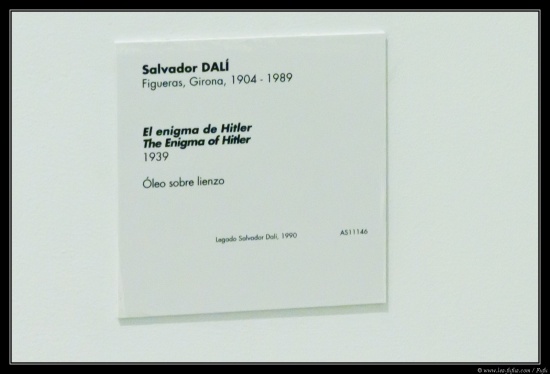 Salvador DALÍ
Figueras, Girona, 1904 - 1989
El enigma de Hitler
The Enigma of Hitler
1939
Óleo sobre lienzo
Legado Salvador Dalí, 1990 AS11146